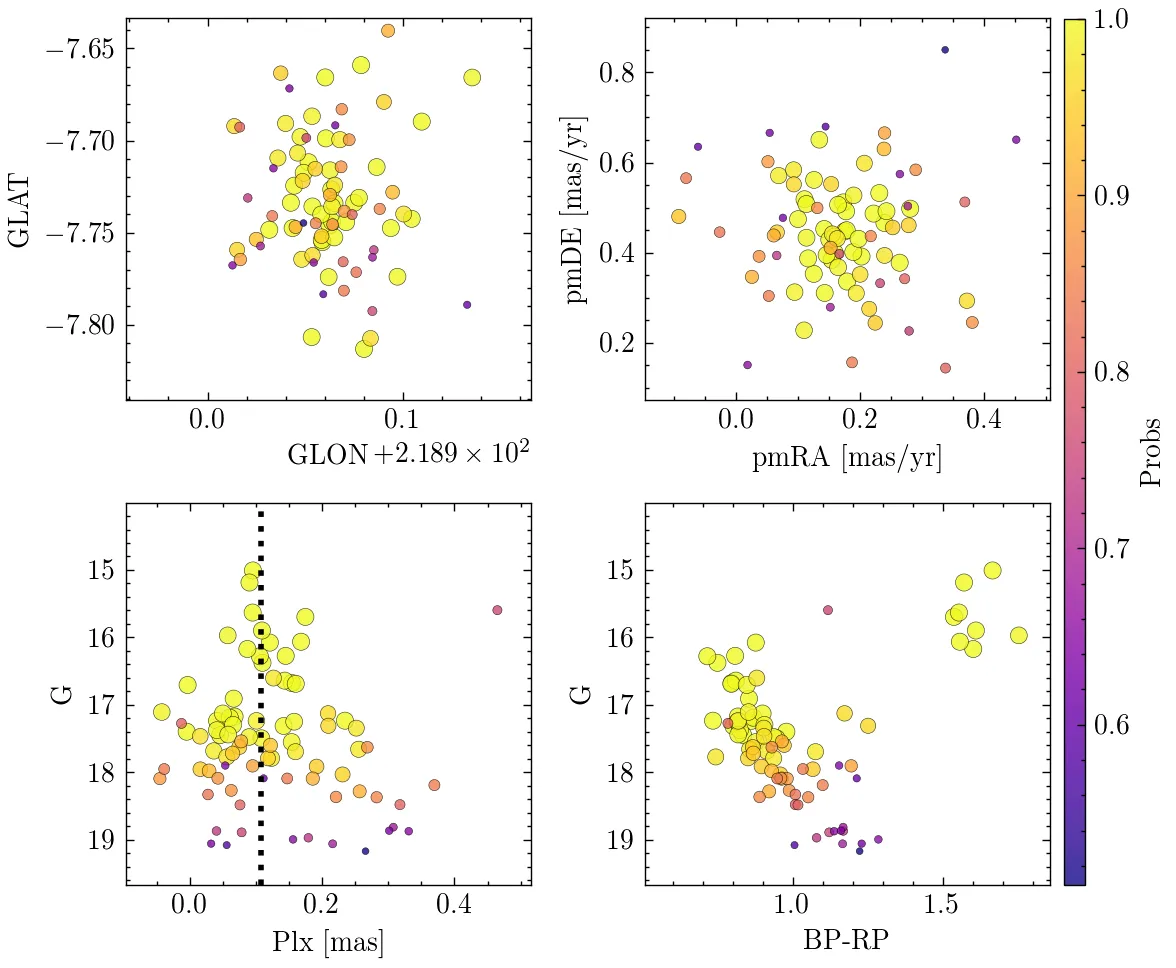 −7.65
−7.70
−7.75
−7.80
GLAT
0.0 0.1
GLON +2.189 × 10²
0.8
0.6
0.4
0.2
pmDE [mas/yr]
0.0 0.2 0.4
pmRA [mas/yr]
1.0
0.9
0.8
0.7
0.6
Probs
15
16
17
18
19
G
0.0 0.2 0.4
Plx [mas]
15
16
17
18
19
G
1.0 1.5
BP-RP